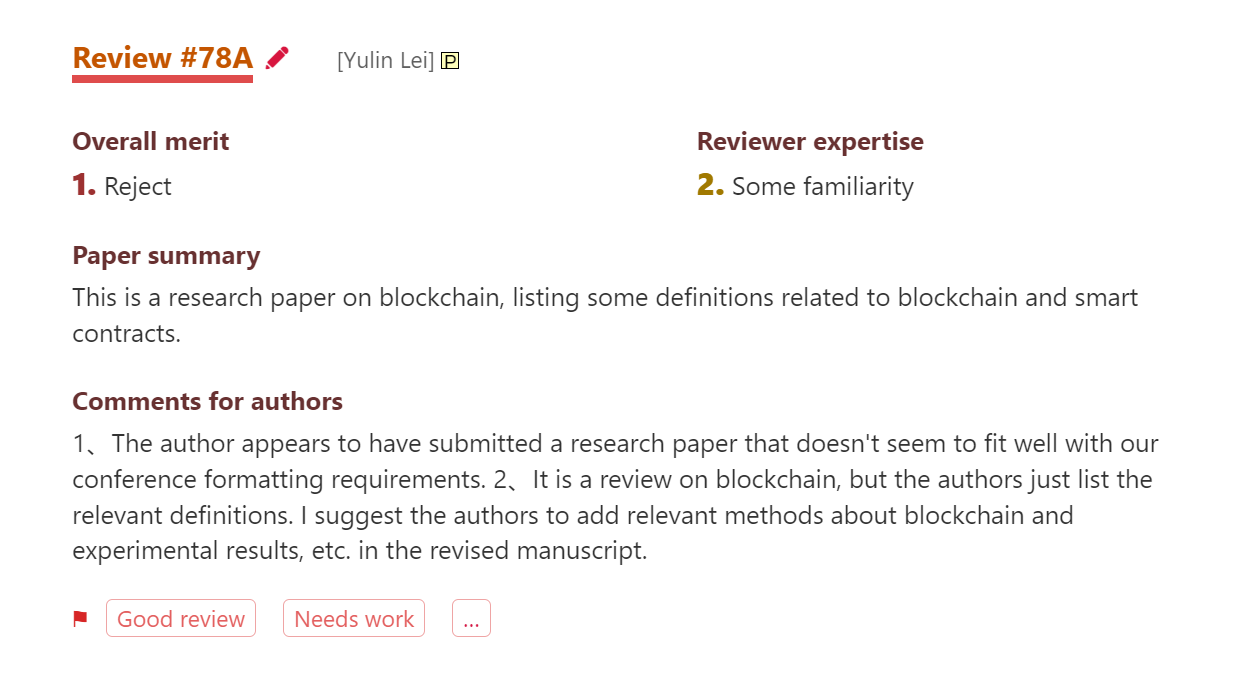 Review #78A [Yulin Lei] P
Overall merit
Reviewer expertise
1. Reject
2. Some familiarity
Paper summary
This is a research paper on blockchain, listing some definitions related to blockchain and smart
contracts.
Comments for authors
1、The author appears to have submitted a research paper that doesn't seem to fit well with our
conference formatting requirements. 2、It is a review on blockchain, but the authors just list the
relevant definitions. I suggest the authors to add relevant methods about blockchain and
experimental results, etc. in the revised manuscript.
Good review Needs work ...